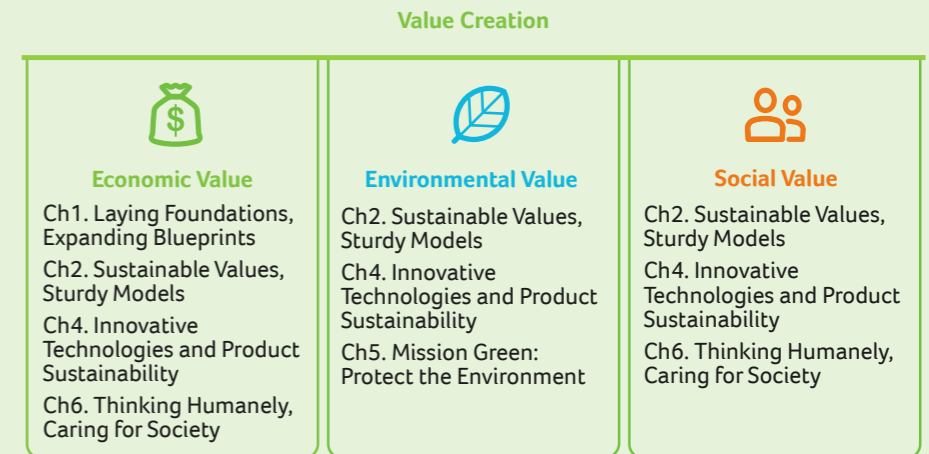 Value Creation
$
Economic Value
Ch1. Laying Foundations,
Expanding Blueprints
Ch2. Sustainable Values,
Sturdy Models
Ch4. Innovative
Technologies and Product
Sustainability
Ch6. Thinking Humanely,
Caring for Society
Environmental Value
Ch2. Sustainable Values,
Sturdy Models
Ch4. Innovative
Technologies and Product
Sustainability
Ch5. Mission Green:
Protect the Environment
Social Value
Ch2. Sustainable Values,
Sturdy Models
Ch4. Innovative
Technologies and Product
Sustainability
Ch6. Thinking Humanely,
Caring for Society